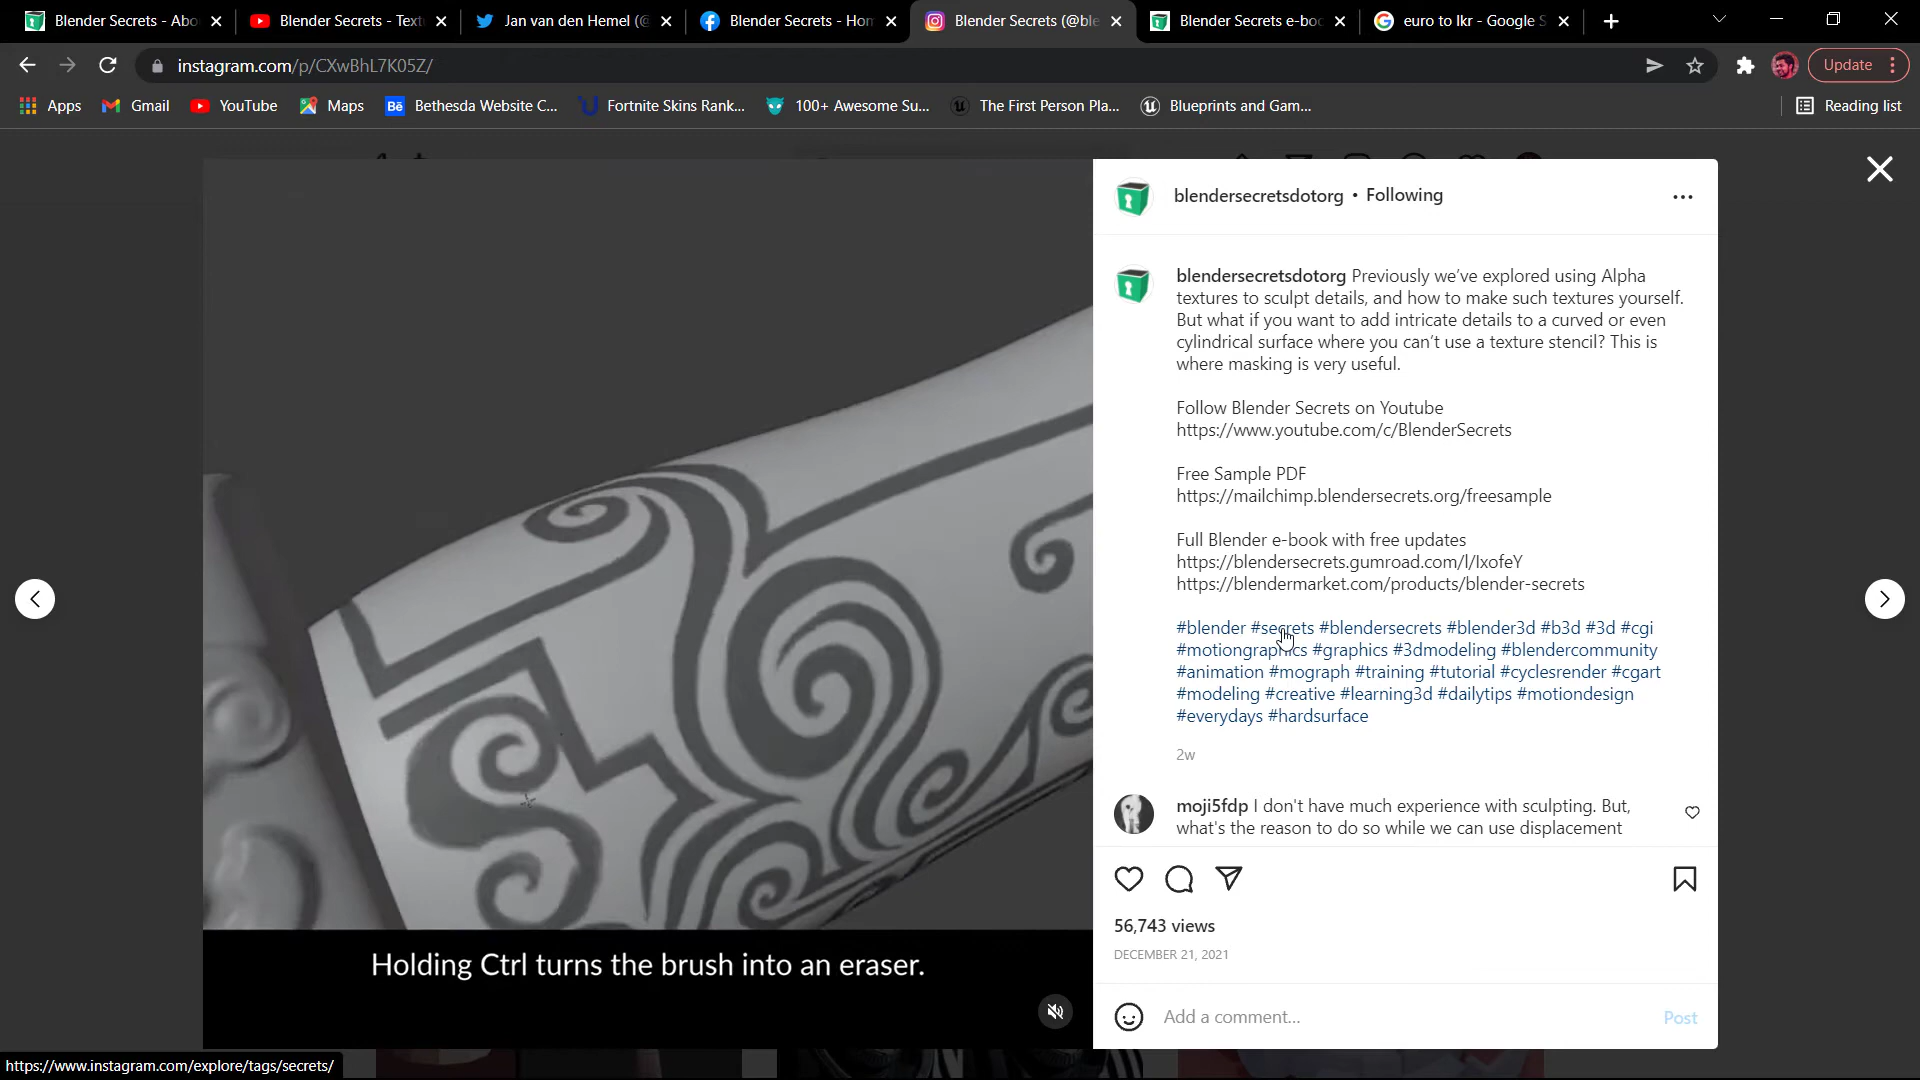 Blender Secrets - Abo
Blender Secrets - Text
Jan van den Hemel (@
Blender Secrets - Hom
Blender Secrets (@ble
Blender Secrets e-boo
euro to lkr - Google S
instagram.com/p/CXwBhL7K05Z/
Update
Apps
Gmail
YouTube
Maps
Bethesda Website C...
Fortnite Skins Rank...
100+ Awesome Su...
The First Person Pla...
Blueprints and Gam...
Reading list
blendersecretsdotorg • Following
blendersecretsdotorg Previously we’ve explored using Alpha
textures to sculpt details, and how to make such textures yourself.
But what if you want to add intricate details to a curved or even
cylindrical surface where you can’t use a texture stencil? This is
where masking is very useful.
Follow Blender Secrets on Youtube
https://www.youtube.com/c/BlenderSecrets
Free Sample PDF
https://mailchimp.blendersecrets.org/freesample
Full Blender e-book with free updates
https://blendersecrets.gumroad.com/l/IxofeY
https://blendermarket.com/products/blender-secrets
#blender #secrets #blendersecrets #blender3d #b3d #3d #cgi
#motiongraphics #graphics #3dmodeling #blendercommunity
#animation #mograph #training #tutorial #cyclesrender #cgart
#modeling #creative #learning3d #dailytips #motiondesign
#everydays #hardsurface
2w
moji5fdp I don't have much experience with sculpting. But,
what's the reason to do so while we can use displacement
56,743 views
DECEMBER 21, 2021
Add a comment...
Post
Holding Ctrl turns the brush into an eraser.
https://www.instagram.com/explore/tags/secrets/